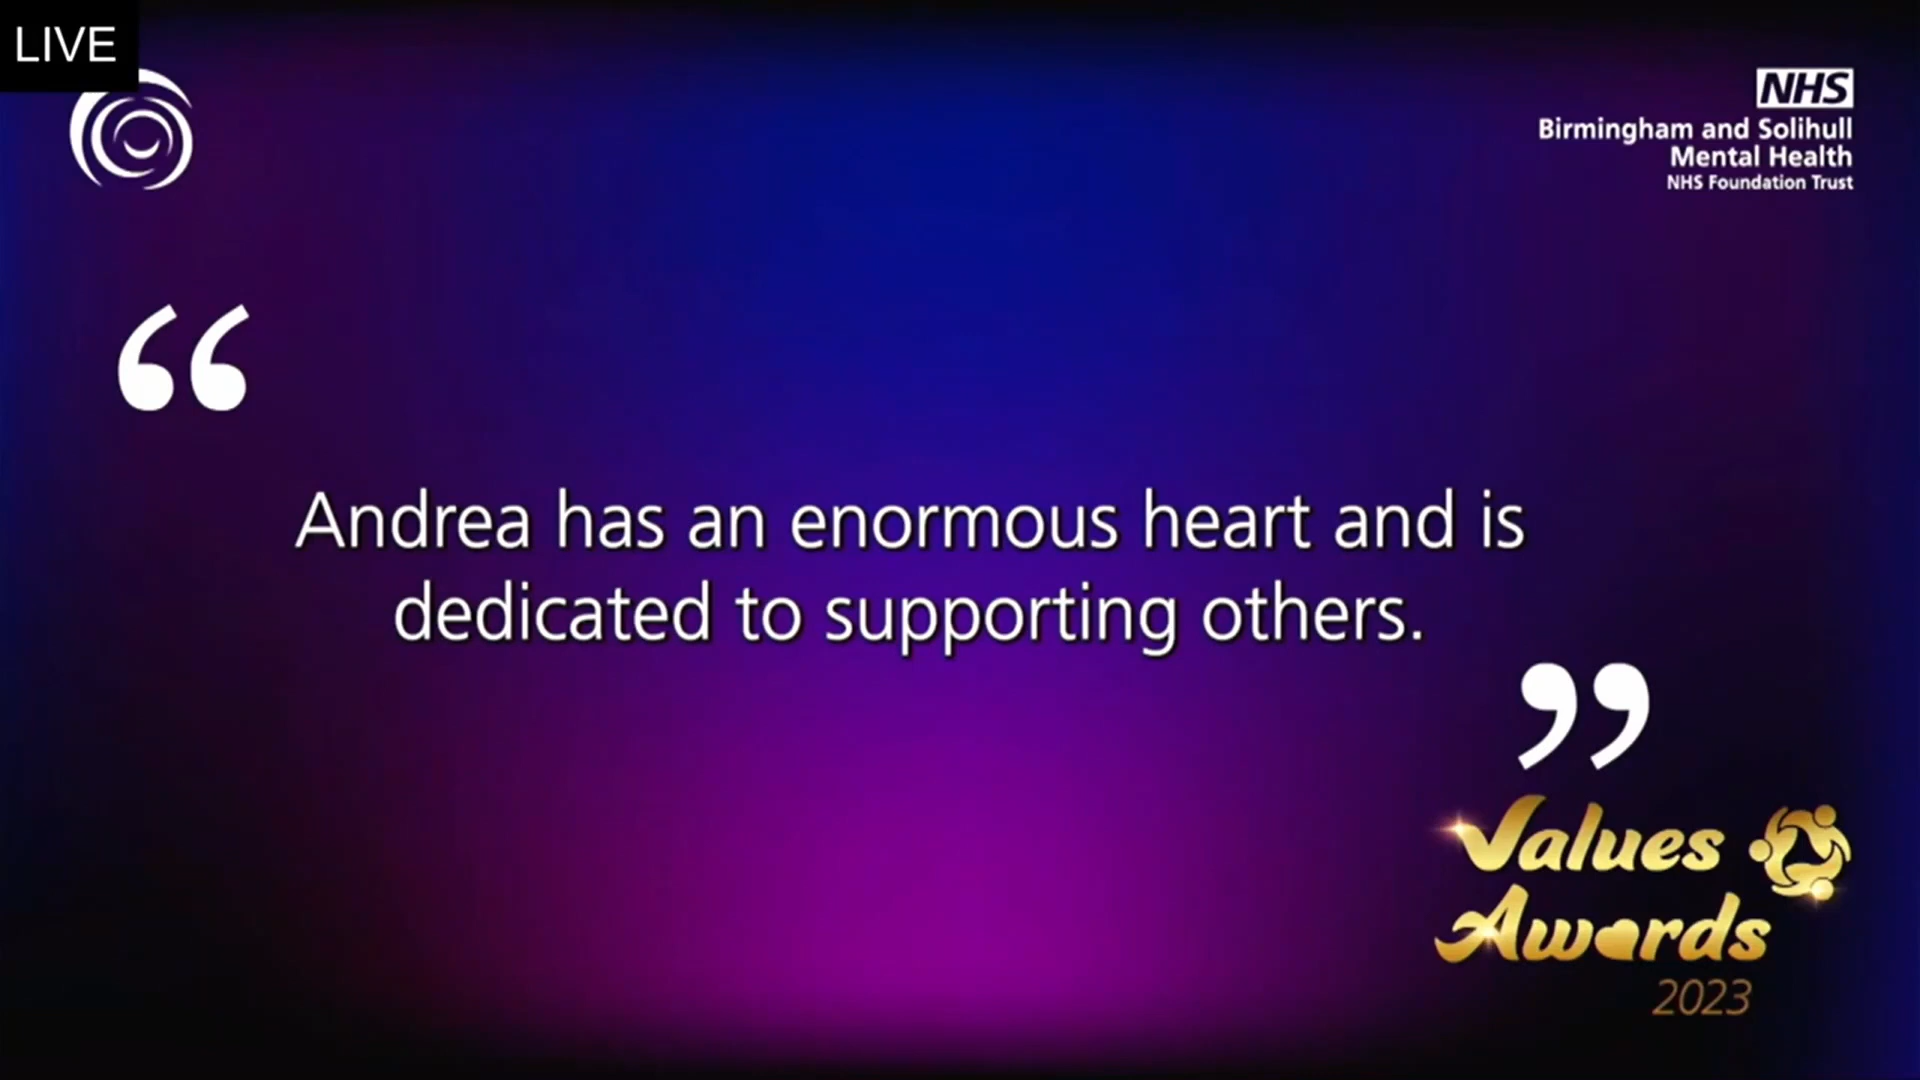 LIVE
NHS
Birmingham and Solihull
Mental Health
NHS Foundation Trust
“
Andrea has an enormous heart and is
dedicated to supporting others.
”
Values
Awards
2023